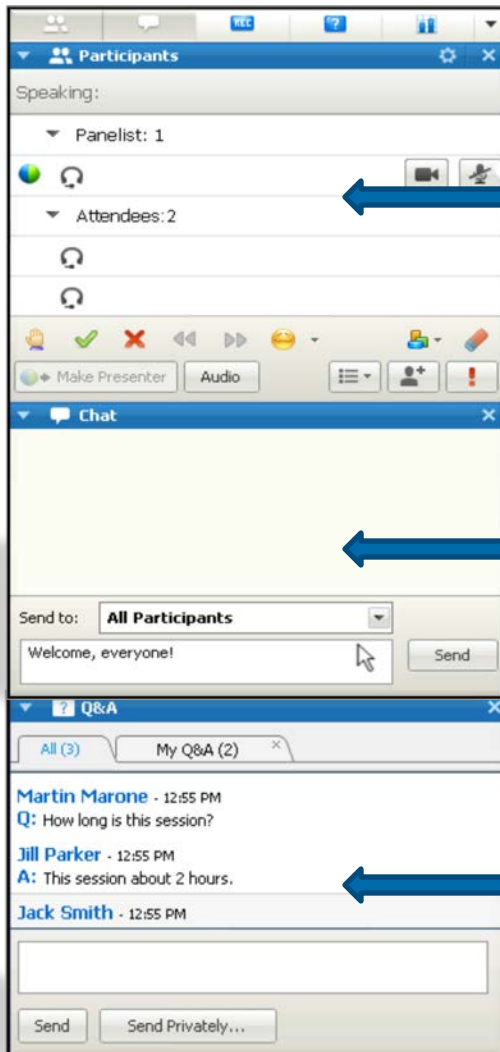 REC
?
Participants
Speaking:
Panelist: 1
Attendees:2
Make Presenter Audio
Chat
Send to: All Participants
Welcome, everyone! Send
? Q&A
All (3) My Q&A (2)
Martin Marone - 12:55 PM
Q: How long is this session?
Jill Parker - 12:55 PM
A: This session about 2 hours.
Jack Smith - 12:55 PM
Send Send Privately...